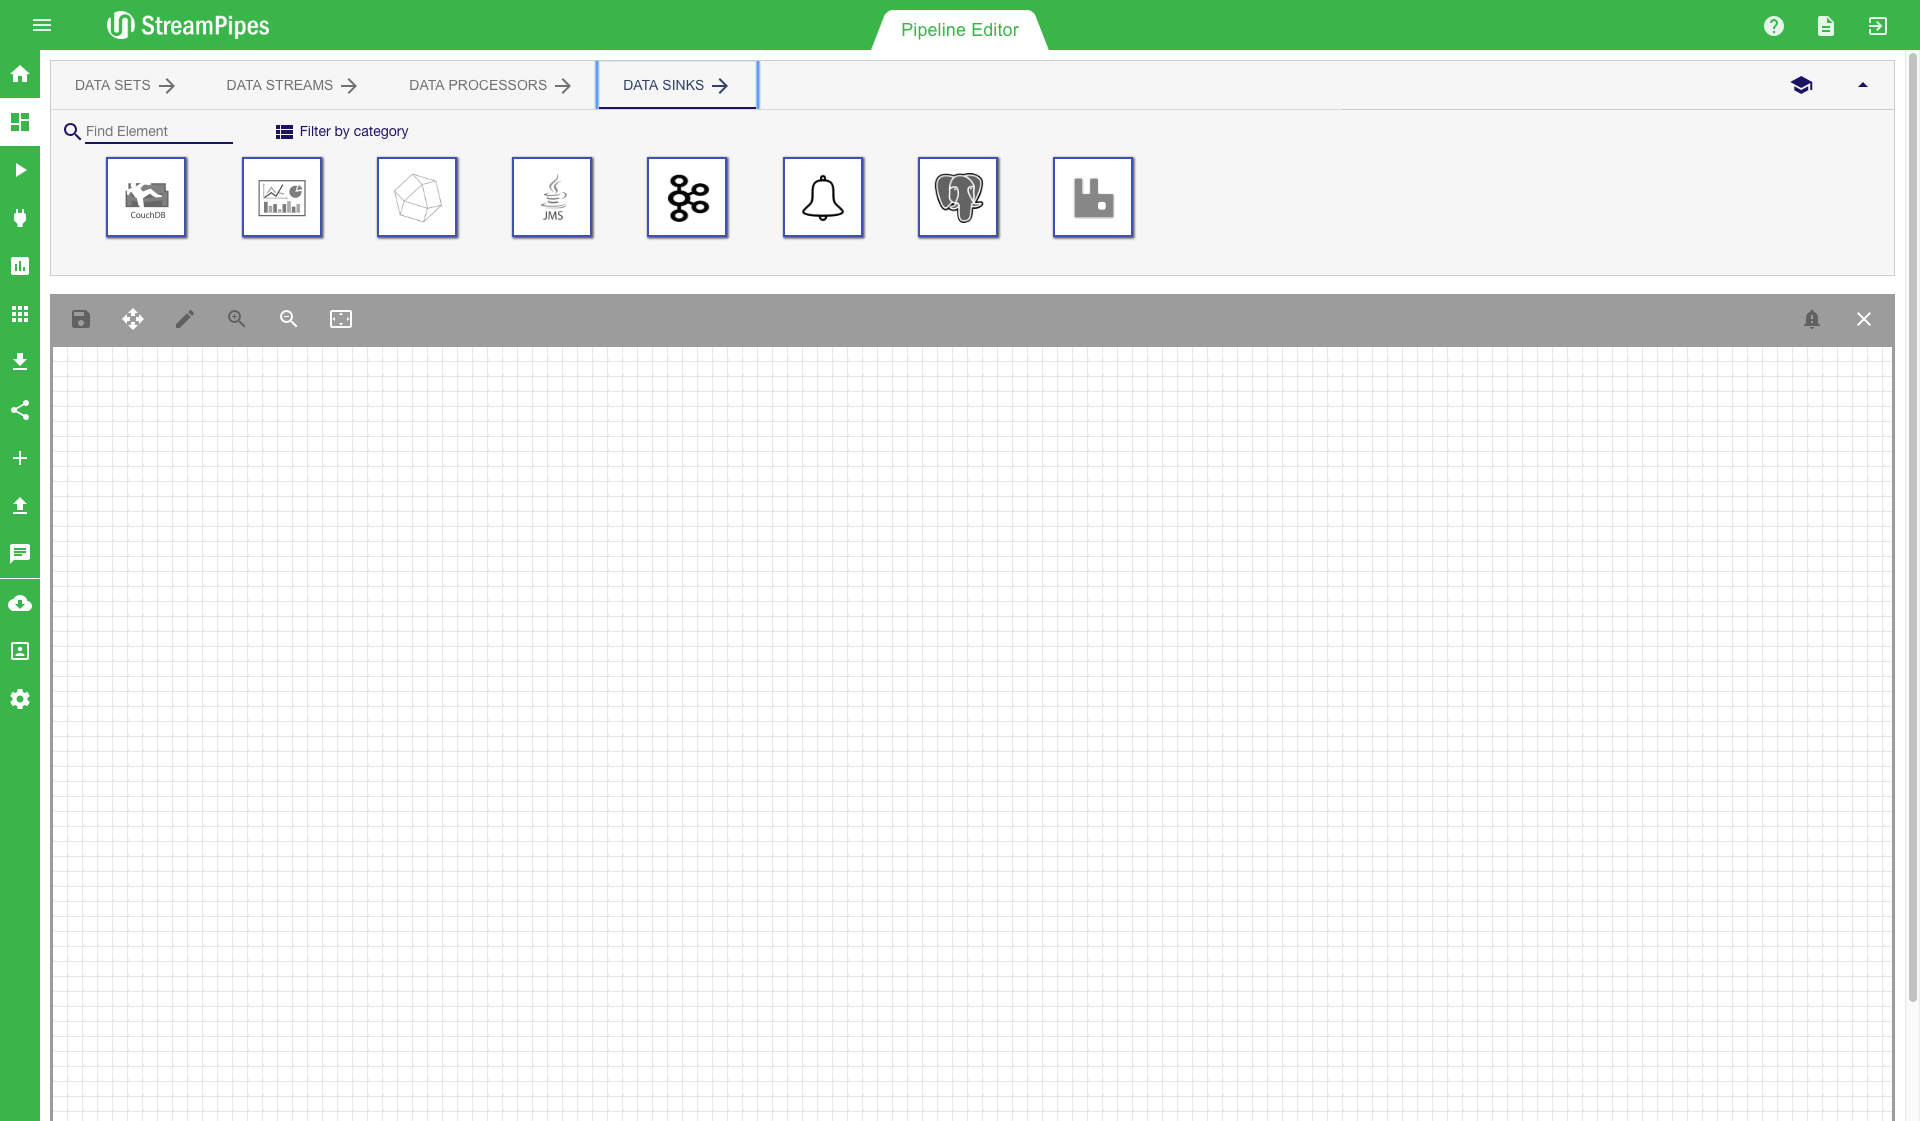 StreamPipes
Pipeline Editor
DATA SETS
DATA STREAMS
DATA PROCESSORS
DATA SINKS
Find Element
Filter by category
CouchDB
JMS